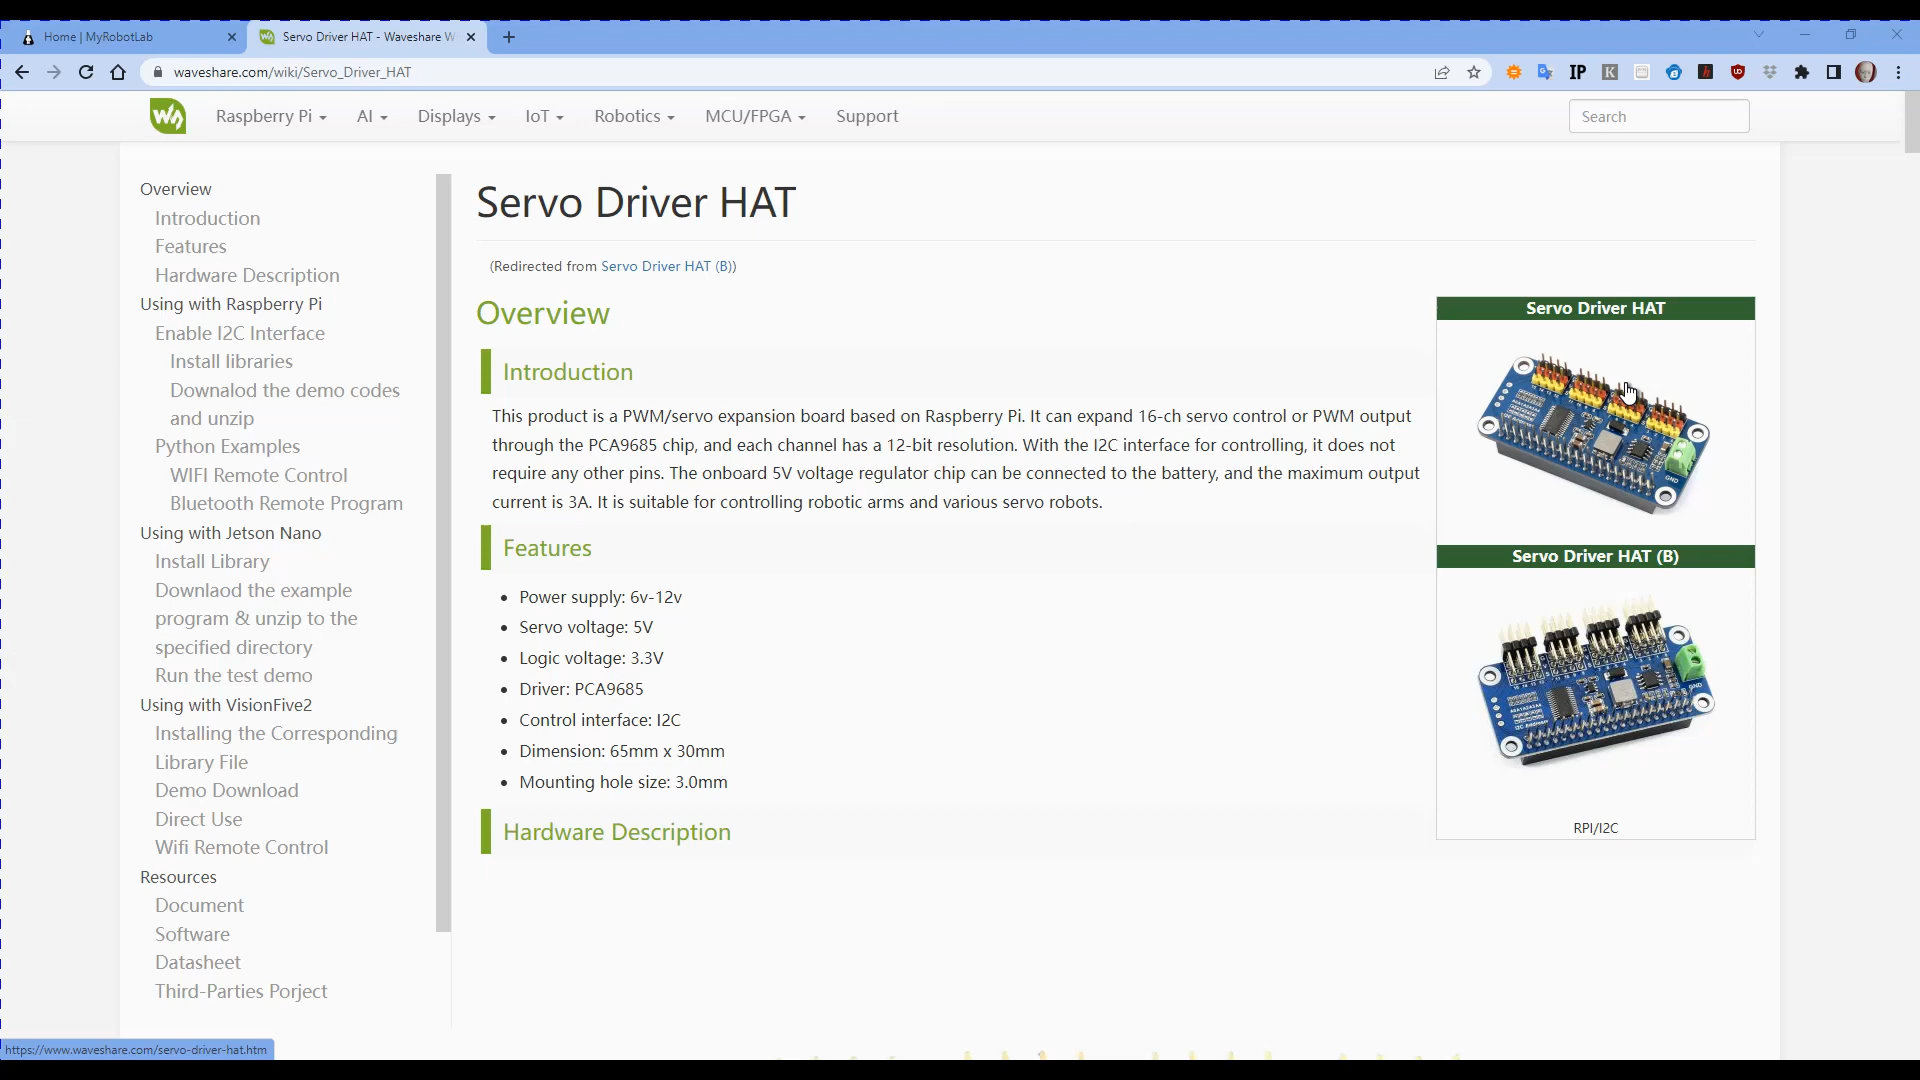 Home | MyRobotLab
Servo Driver HAT - Waveshare W
waveshare.com/wiki/Servo_Driver_HAT
IP
K
Raspberry Pi
AI
Displays
IoT
Robotics
MCU/FPGA
Support
Search
Overview
Introduction
Features
Hardware Description
Using with Raspberry Pi
Enable I2C Interface
Install libraries
Downalod the demo codes
and unzip
Python Examples
WIFI Remote Control
Bluetooth Remote Program
Using with Jetson Nano
Install Library
Downlaod the example
program & unzip to the
specified directory
Run the test demo
Using with VisionFive2
Installing the Corresponding
Library File
Demo Download
Direct Use
Wifi Remote Control
Resources
Document
Software
Datasheet
Third-Parties Porject
Servo Driver HAT
(Redirected from Servo Driver HAT (B))
Overview
Introduction
This product is a PWM/servo expansion board based on Raspberry Pi. It can expand 16-ch servo control or PWM output
through the PCA9685 chip, and each channel has a 12-bit resolution. With the I2C interface for controlling, it does not
require any other pins. The onboard 5V voltage regulator chip can be connected to the battery, and the maximum output
current is 3A. It is suitable for controlling robotic arms and various servo robots.
Features
Power supply: 6v-12v
Servo voltage: 5V
Logic voltage: 3.3V
Driver: PCA9685
Control interface: I2C
Dimension: 65mm x 30mm
Mounting hole size: 3.0mm
Hardware Description
Servo Driver HAT
GND
Servo Driver HAT (B)
GND
RPI/I2C
https://www.waveshare.com/servo-driver-hat.htm